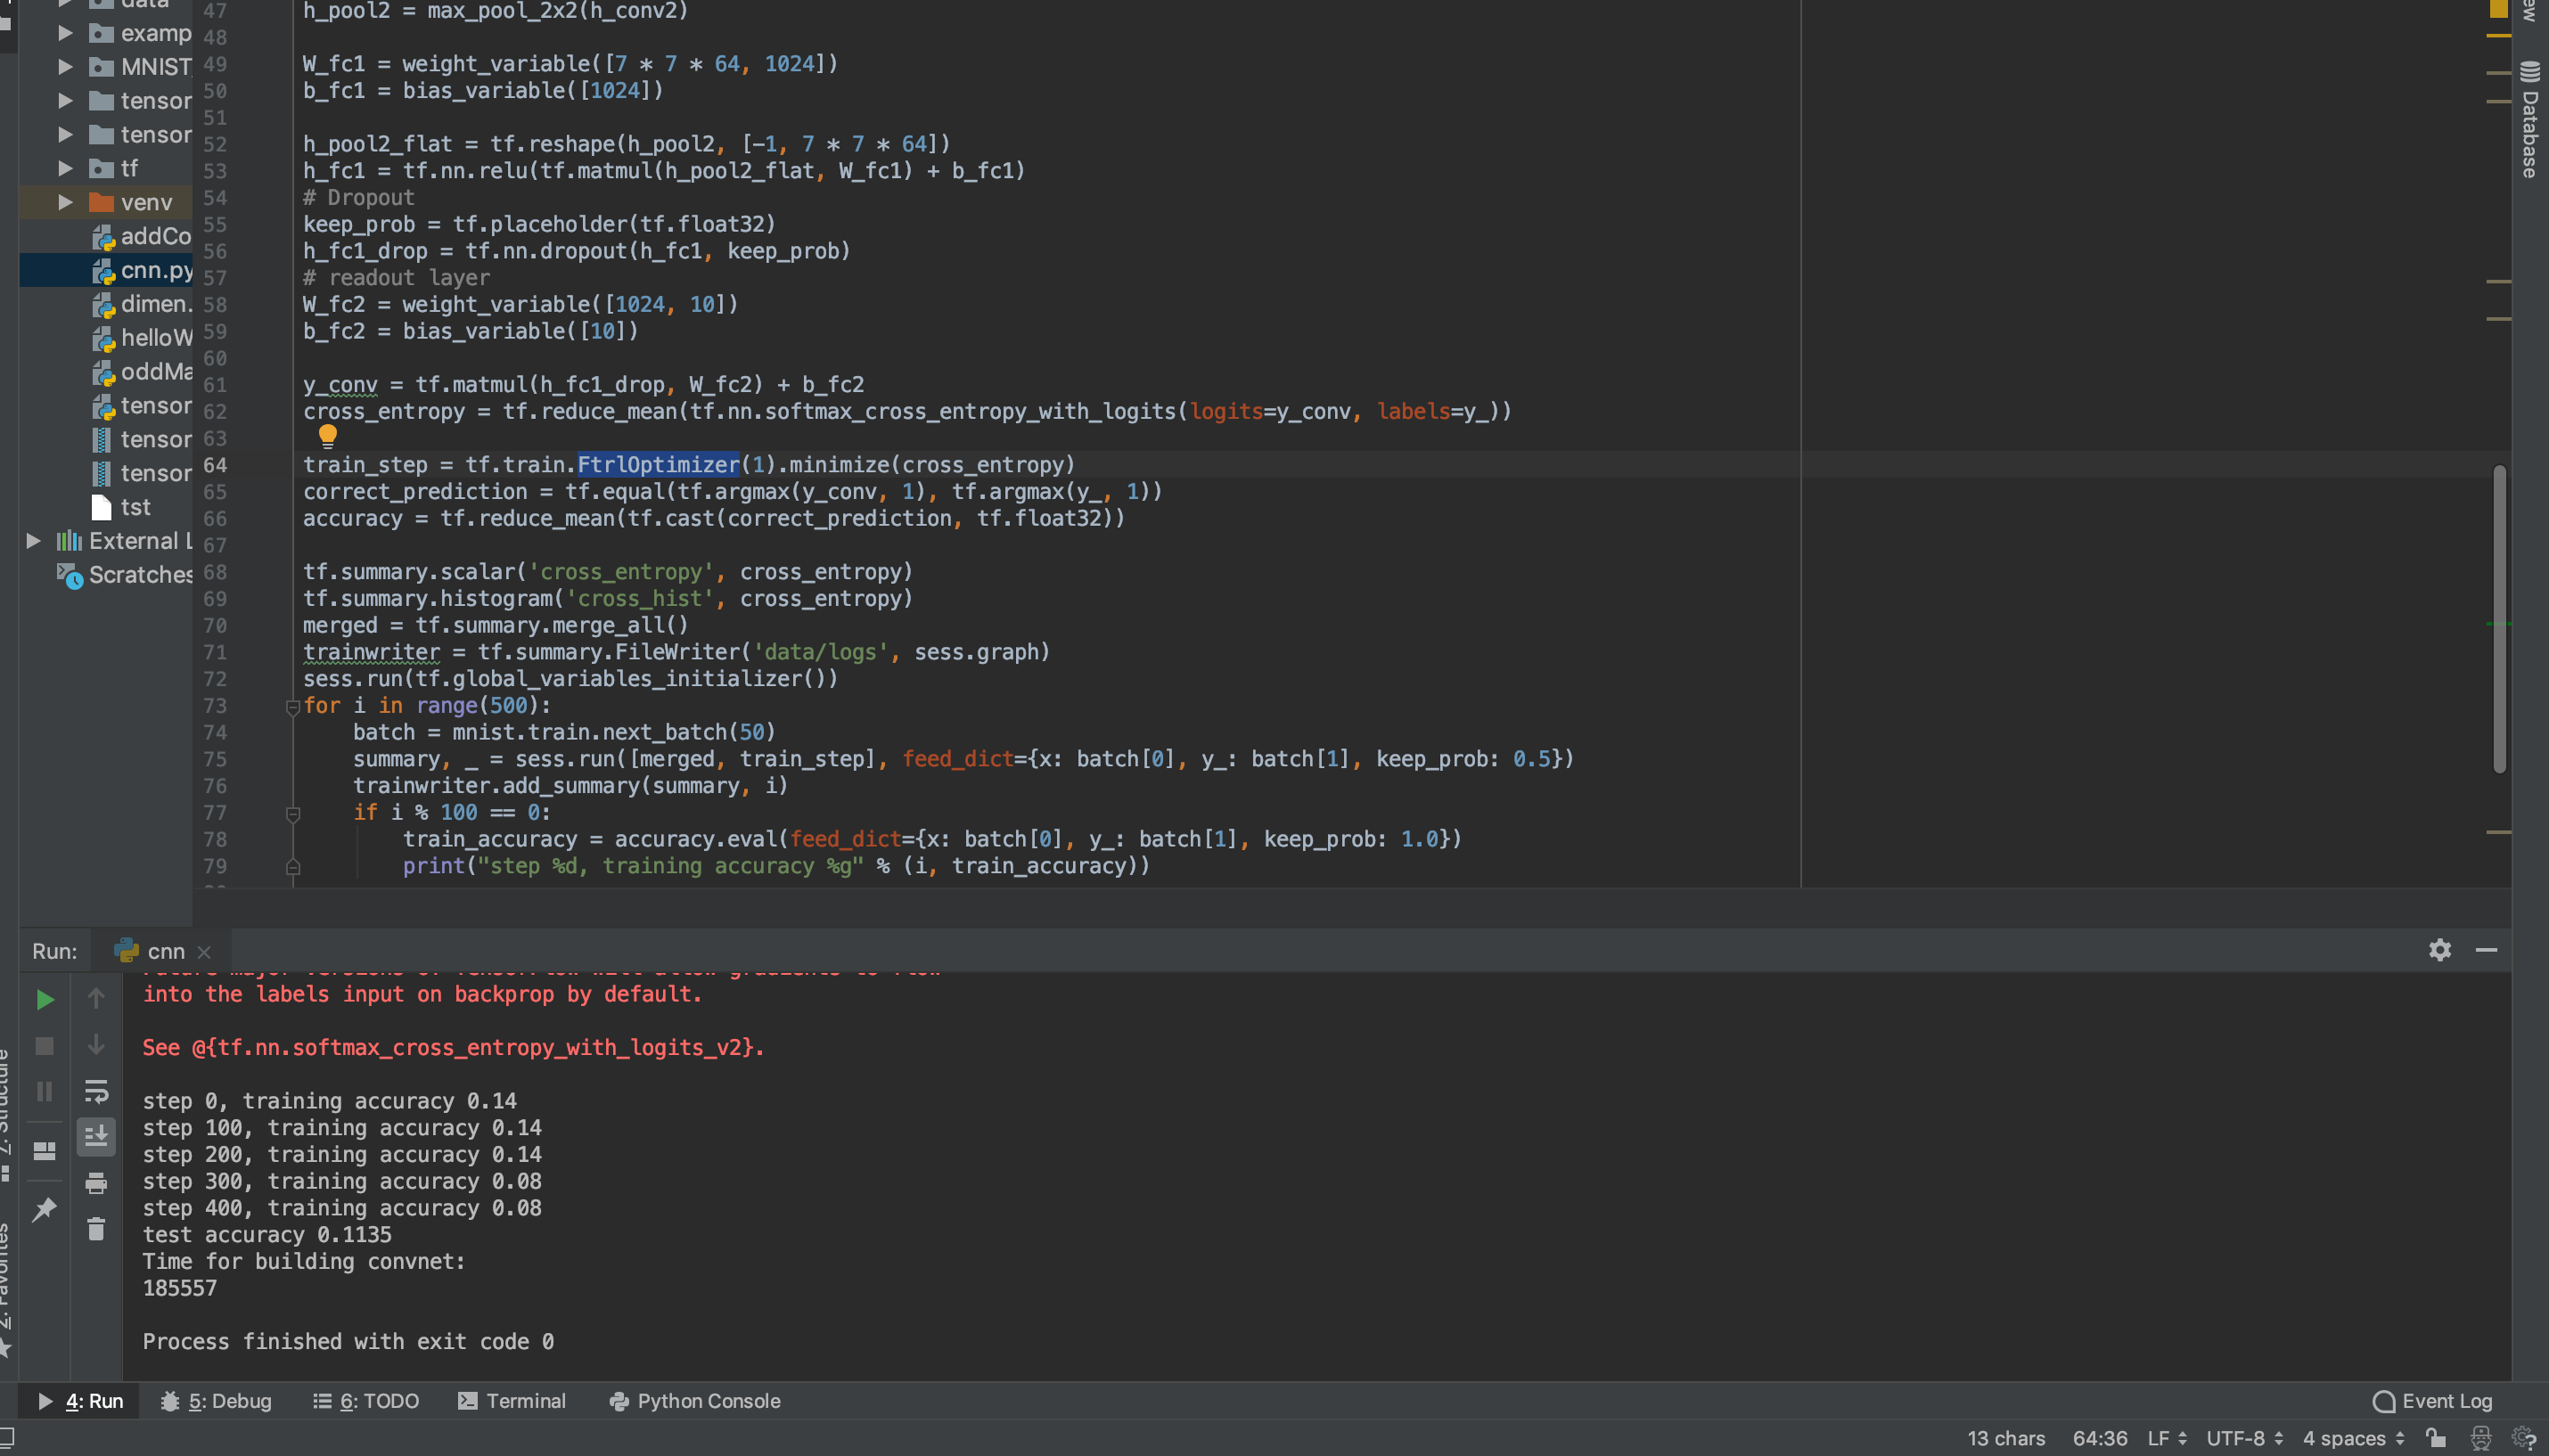 data
examp
MNIST_
tensor
tensor
tf
venv
addCo
cnn.py
dimen.
helloW
oddMa
tensor
tensor
tensor
tst
External L
Scratches
47 h_pool2 = max_pool_2x2(h_conv2)
48
49 W_fc1 = weight_variable([7 * 7 * 64, 1024])
50 b_fc1 = bias_variable([1024])
51
52 h_pool2_flat = tf.reshape(h_pool2, [-1, 7 * 7 * 64])
53 h_fc1 = tf.nn.relu(tf.matmul(h_pool2_flat, W_fc1) + b_fc1)
54 # Dropout
55 keep_prob = tf.placeholder(tf.float32)
56 h_fc1_drop = tf.nn.dropout(h_fc1, keep_prob)
57 # readout layer
58 W_fc2 = weight_variable([1024, 10])
59 b_fc2 = bias_variable([10])
60
61 y_conv = tf.matmul(h_fc1_drop, W_fc2) + b_fc2
62 cross_entropy = tf.reduce_mean(tf.nn.softmax_cross_entropy_with_logits(logits=y_conv, labels=y_))
63
64 train_step = tf.train.FtrlOptimizer(1).minimize(cross_entropy)
65 correct_prediction = tf.equal(tf.argmax(y_conv, 1), tf.argmax(y_, 1))
66 accuracy = tf.reduce_mean(tf.cast(correct_prediction, tf.float32))
67
68 tf.summary.scalar('cross_entropy', cross_entropy)
69 tf.summary.histogram('cross_hist', cross_entropy)
70 merged = tf.summary.merge_all()
71 trainwriter = tf.summary.FileWriter('data/logs', sess.graph)
72 sess.run(tf.global_variables_initializer())
73 for i in range(500):
74     batch = mnist.train.next_batch(50)
75     summary, _ = sess.run([merged, train_step], feed_dict={x: batch[0], y_: batch[1], keep_prob: 0.5})
76     trainwriter.add_summary(summary, i)
77     if i % 100 == 0:
78         train_accuracy = accuracy.eval(feed_dict={x: batch[0], y_: batch[1], keep_prob: 1.0})
79         print("step %d, training accuracy %g" % (i, train_accuracy))
Database
Run: cnn
Future major versions of TensorFlow will allow gradients to flow
into the labels input on backprop by default.
See @{tf.nn.softmax_cross_entropy_with_logits_v2}.
step 0, training accuracy 0.14
step 100, training accuracy 0.14
step 200, training accuracy 0.14
step 300, training accuracy 0.08
step 400, training accuracy 0.08
test accuracy 0.1135
Time for building convnet:
185557
Process finished with exit code 0
7: Structure
2: Favorites
4: Run 5: Debug 6: TODO Terminal Python Console Event Log
13 chars 64:36 LF UTF-8 4 spaces